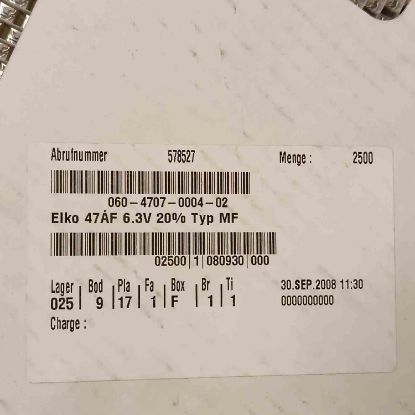 Abrufnummer 578527 Menge : 2500
060-4707-0004-02
Elko 47ÁF 6.3V 20% Typ MF
02500|1|080930|000
Lager | Bod | Pla | Fa | Box | Br | Ti 30.SEP.2008 11:30
025 | 9 | 17 | 1 | F | 1 | 1 0000000000
Charge :